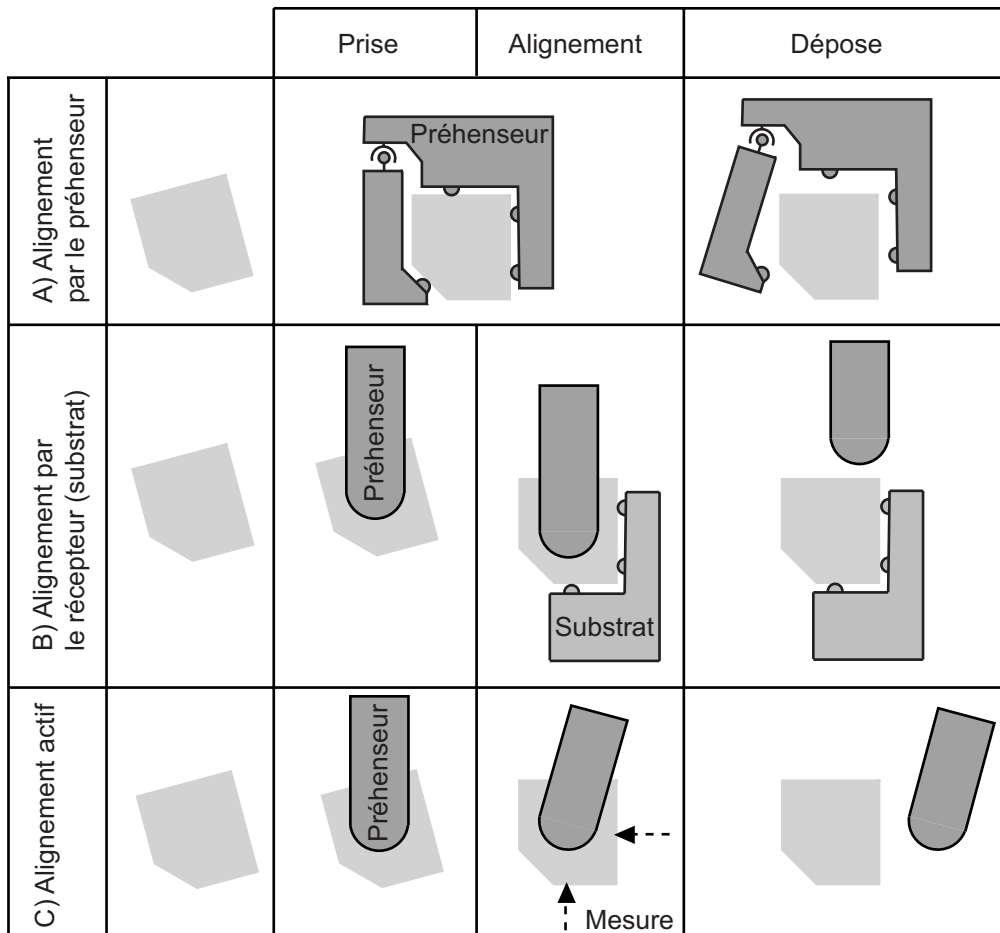 Prise
Alignement
Dépose
A) Alignement
par le préhenseur
Préhenseur
B) Alignement par
le récepteur (substrat)
Préhenseur
Substrat
C) Alignement actif
Préhenseur
Mesure